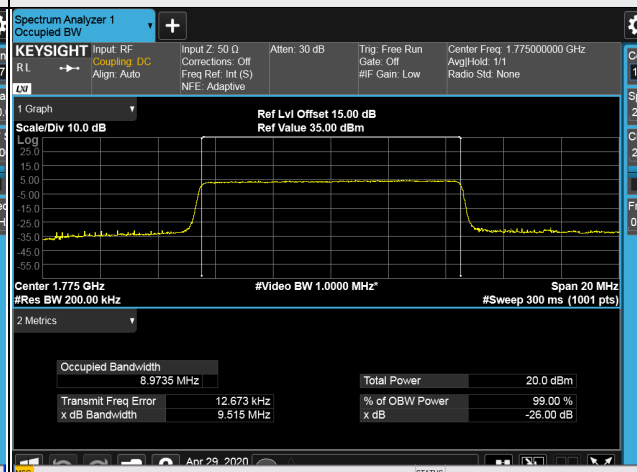 Spectrum Analyzer 1
Occupied BW
+
KEYSIGHT Input: RF Input Z: 50 Ω Atten: 30 dB Trig: Free Run Center Freq: 1.775000000 GHz
RL Coupling: DC Corrections: Off Gate: Off Avg|Hold: 1/1
Align: Auto Freq Ref: Int (S) #IF Gain: Low Radio Std: None
LXI NFE: Adaptive
1 Graph
Ref Lvl Offset 15.00 dB
Scale/Div 10.0 dB Ref Value 35.00 dBm
Log
25.0
15.0
5.00
-5.00
-15.0
-25.0
-35.0
-45.0
-55.0
Center 1.775 GHz #Video BW 1.0000 MHz* Span 20 MHz
#Res BW 200.00 kHz #Sweep 300 ms (1001 pts)
2 Metrics
Occupied Bandwidth
8.9735 MHz Total Power 20.0 dBm
Transmit Freq Error 12.673 kHz % of OBW Power 99.00 %
x dB Bandwidth 9.515 MHz x dB -26.00 dB
Apr 29, 2020
MSG STATUS